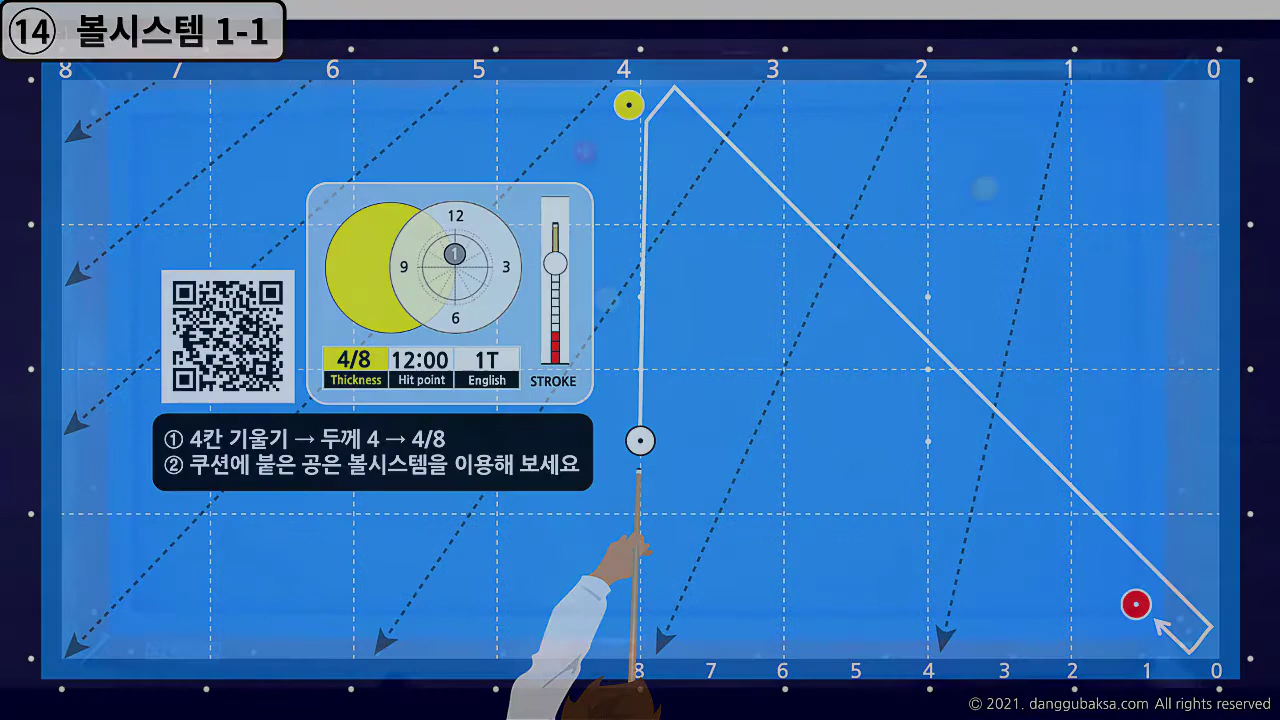 14 볼시스템 1-1
8 7 6 5 4 3 2 1 0
12
9 1 3
6
4/8 12:00 1T
Thickness Hit point English STROKE
① 4칸 기울기 → 두께 4 → 4/8
② 쿠션에 붙은 공은 볼시스템을 이용해 보세요
8 7 6 5 4 3 2 1 0
© 2021. danggubaksa.com All rights reserved